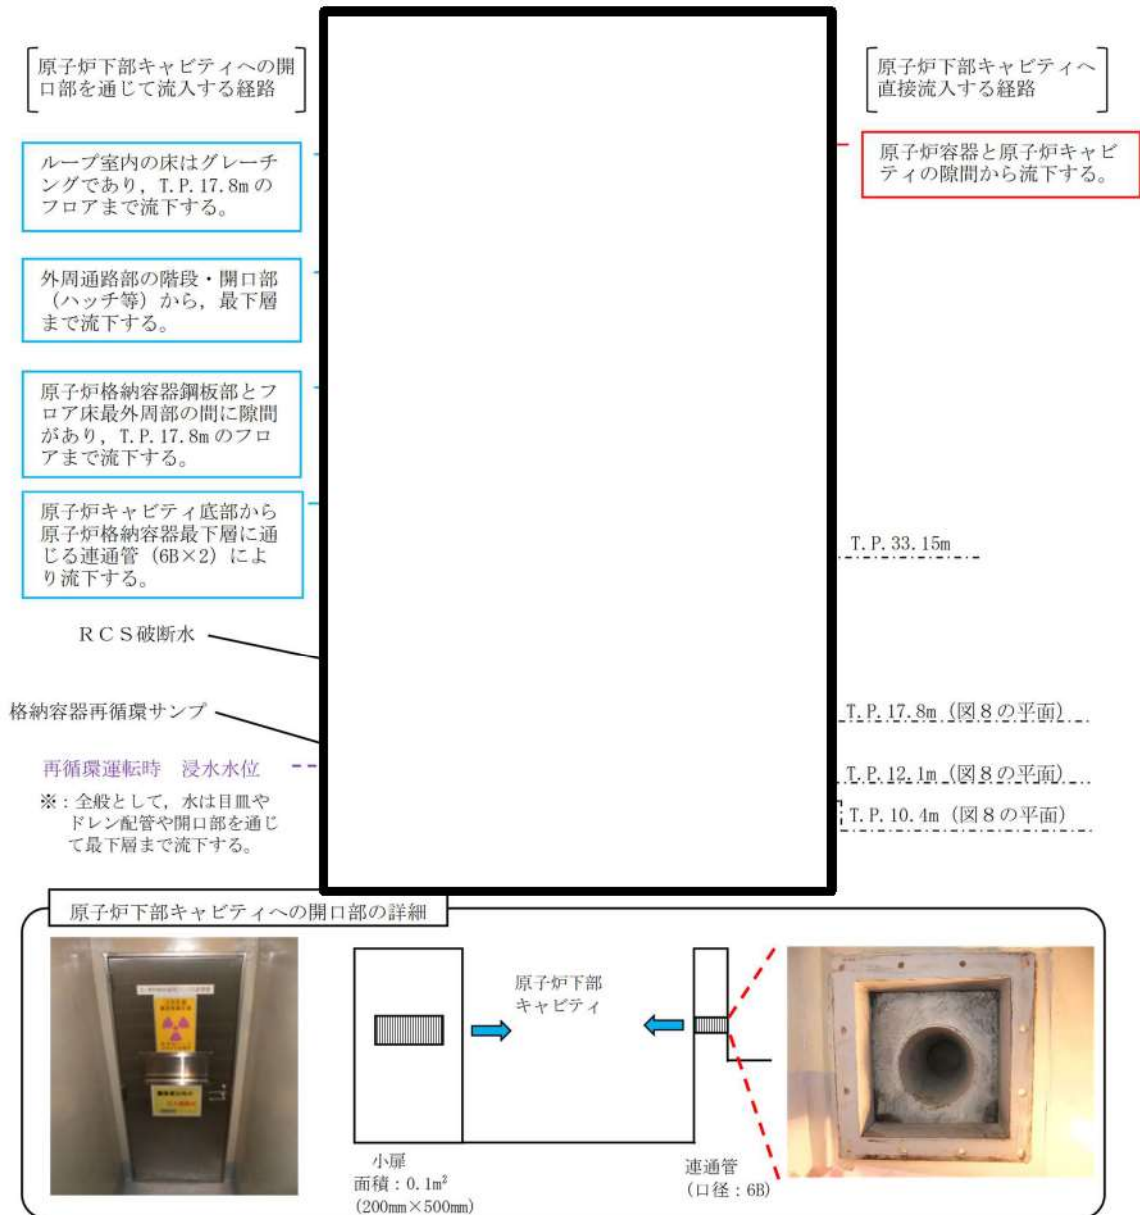 原子炉下部キャビティへの開
口部を通じて流入する経路
原子炉下部キャビティへ
直接流入する経路
ループ室内の床はグレーチ
ングであり，T.P.17.8mの
フロアまで流下する。
原子炉容器と原子炉キャビ
ティの隙間から流下する。
外周通路部の階段・開口部
（ハッチ等）から，最下層
まで流下する。
原子炉格納容器鋼板部とフ
ロア床最外周部の間に隙間
があり，T.P.17.8mのフロ
アまで流下する。
原子炉キャビティ底部から
原子炉格納容器最下層に通
じる連通管（6B×2）によ
り流下する。
T.P.33.15m
ＲＣＳ破断水
格納容器再循環サンプ
T.P.17.8m（図８の平面）
再循環運転時　浸水水位
T.P.12.1m（図８の平面）
※：全般として，水は目皿や
ドレン配管や開口部を通じ
て最下層まで流下する。
T.P.10.4m（図８の平面）
原子炉下部キャビティへの開口部の詳細
原子炉下部
キャビティ
小扉
面積：0.1m²
(200mm×500mm)
連通管
(口径：6B)